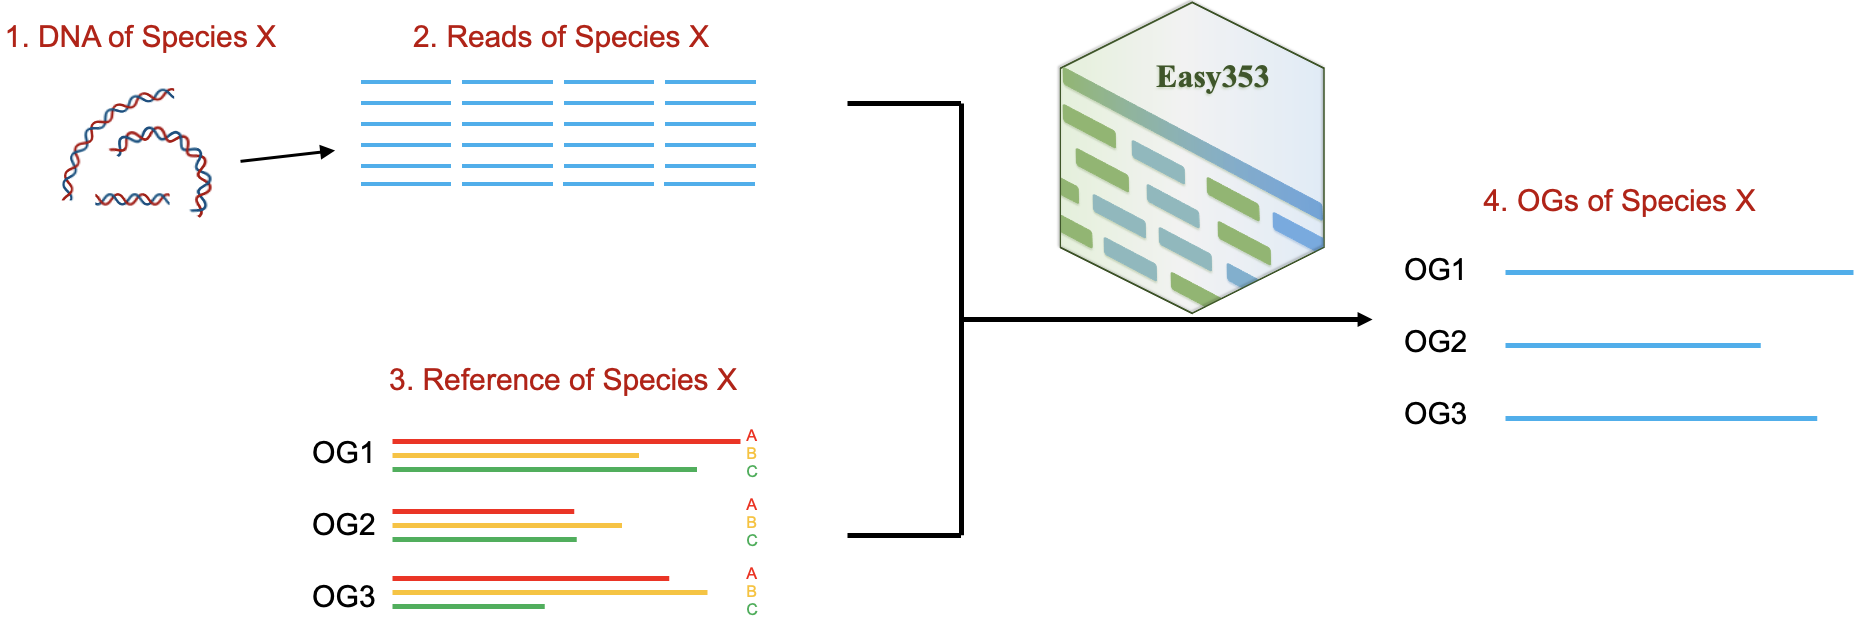 1. DNA of Species X
2. Reads of Species X
Easy353
3. Reference of Species X
OG1
A
B
C
OG2
A
B
C
OG3
A
B
C
4. OGs of Species X
OG1
OG2
OG3